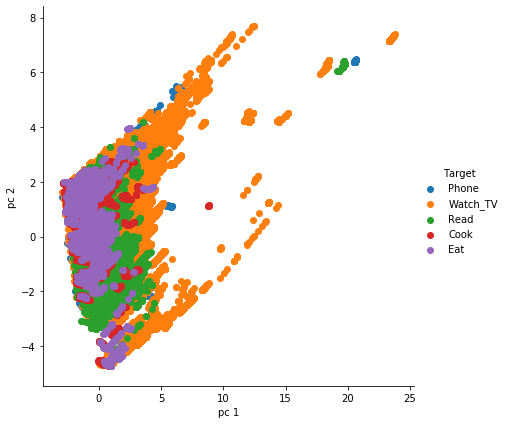 8
6
4
2
0
−2
−4
pc 2
0
5
10
15
20
25
pc 1
Target
Phone
Watch_TV
Read
Cook
Eat